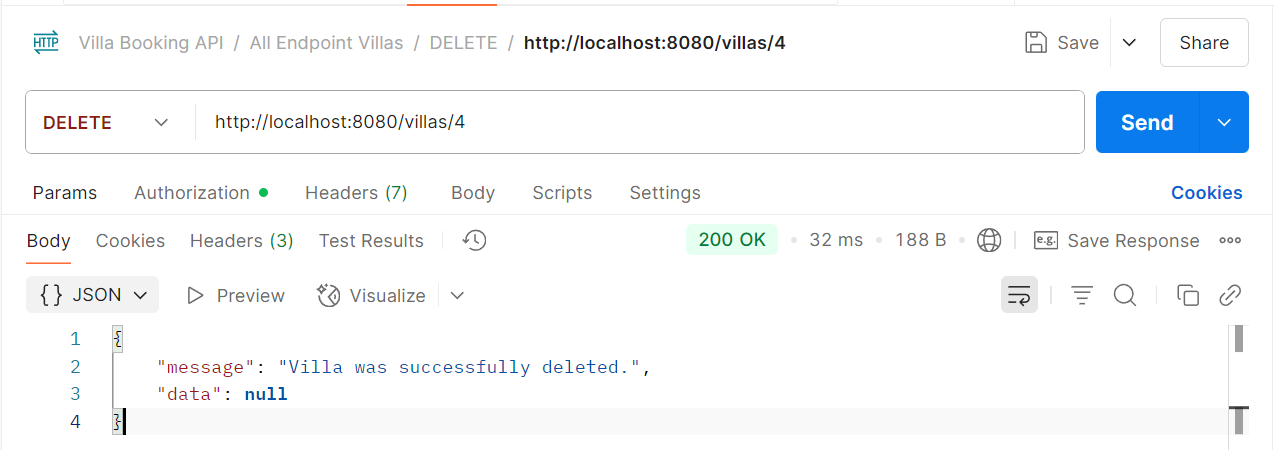 HTTP Villa Booking API / All Endpoint Villas / DELETE / http://localhost:8080/villas/4 Save Share
DELETE http://localhost:8080/villas/4 Send
Params Authorization Headers (7) Body Scripts Settings Cookies
Body Cookies Headers (3) Test Results 200 OK 32 ms 188 B e.g. Save Response
{} JSON Preview Visualize
1 {
2 "message": "Villa was successfully deleted.",
3 "data": null
4 }